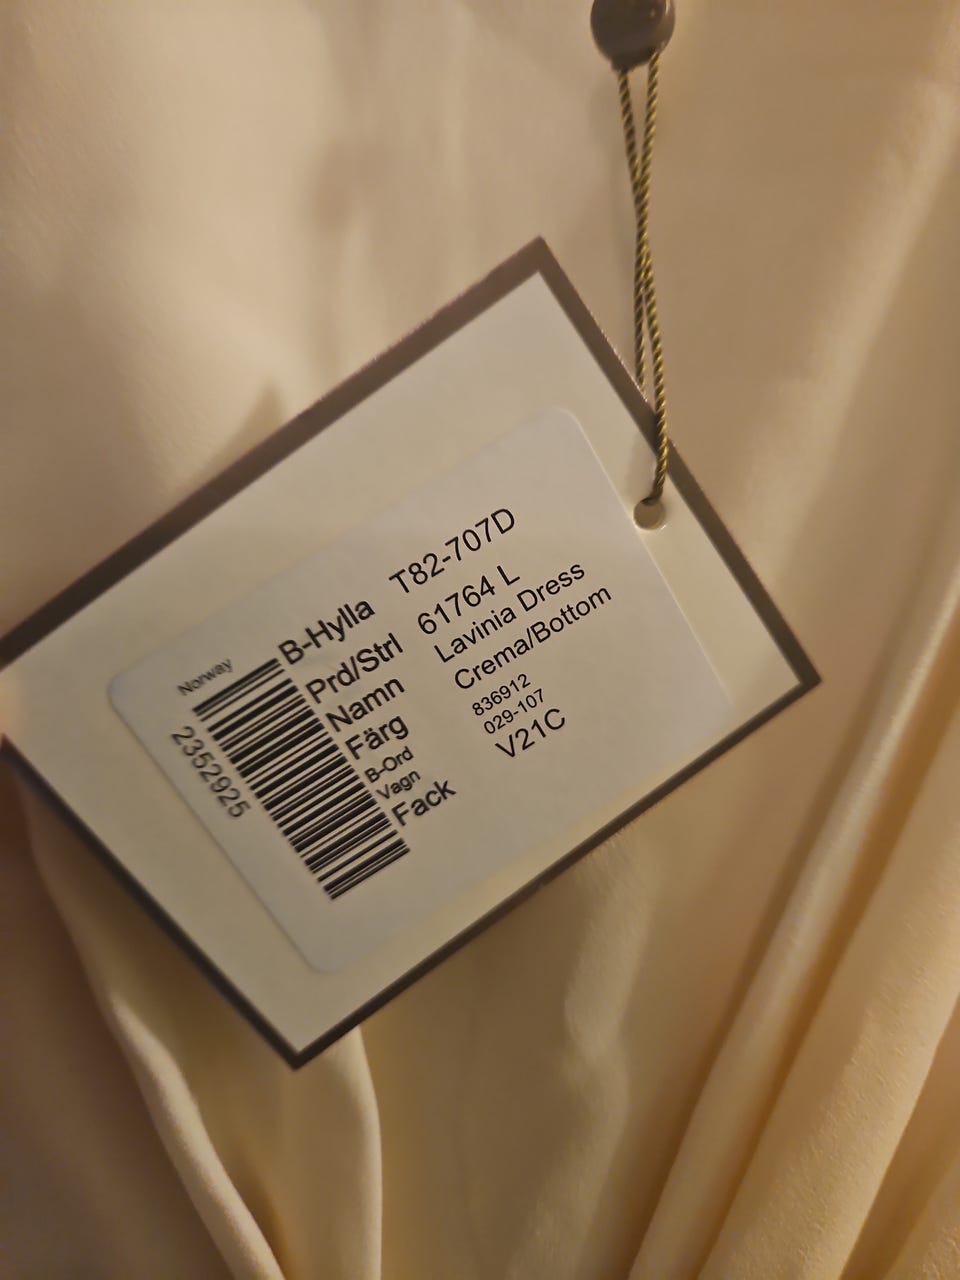 Norway
2352925
B-Hylla T82-707D
Prd/Strl 61764 L
Namn Lavinia Dress
Färg Crema/Bottom
B-Ord 836912
Vagn 029-107
Fack V21C